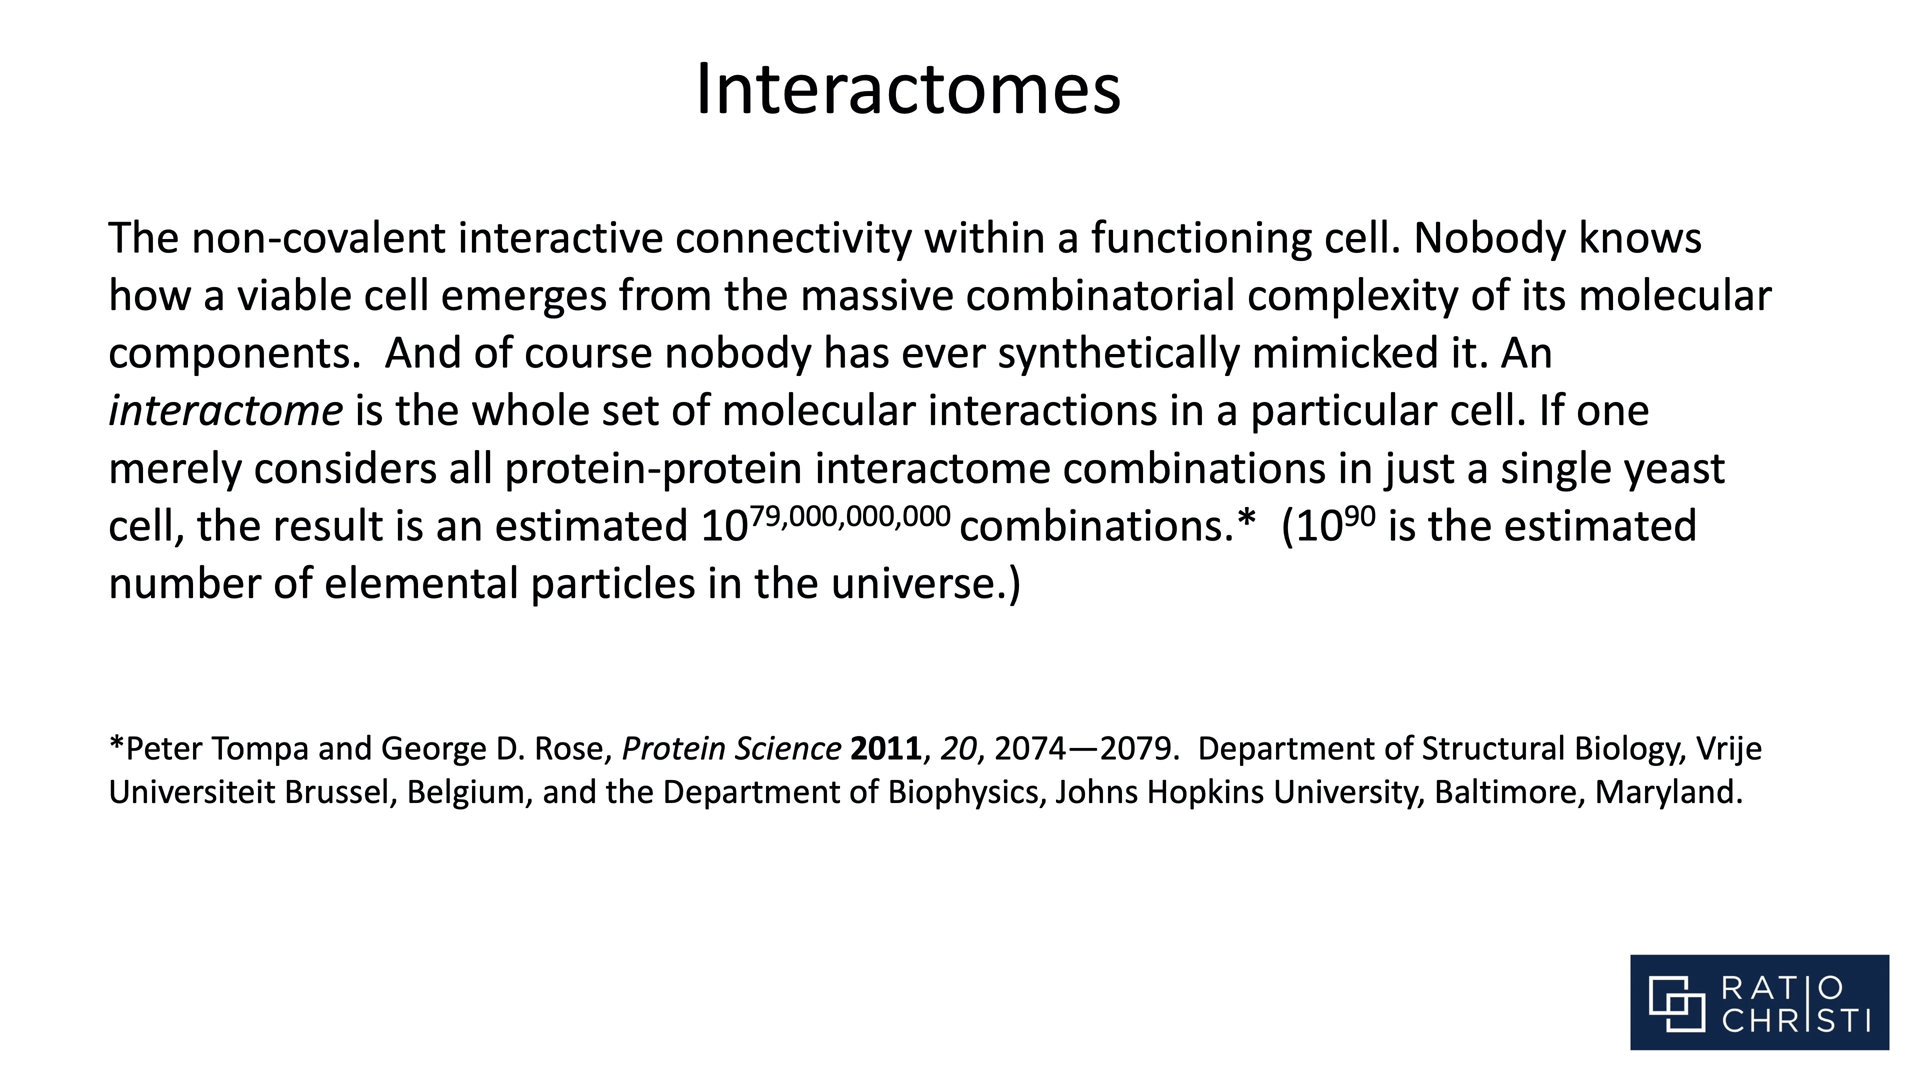 Interactomes
The non-covalent interactive connectivity within a functioning cell. Nobody knows
how a viable cell emerges from the massive combinatorial complexity of its molecular
components.  And of course nobody has ever synthetically mimicked it. An
interactome is the whole set of molecular interactions in a particular cell. If one
merely considers all protein-protein interactome combinations in just a single yeast
cell, the result is an estimated 10^79,000,000,000 combinations.*  (10^90 is the estimated
number of elemental particles in the universe.)
*Peter Tompa and George D. Rose, Protein Science 2011, 20, 2074—2079.  Department of Structural Biology, Vrije
Universiteit Brussel, Belgium, and the Department of Biophysics, Johns Hopkins University, Baltimore, Maryland.
RATIO
CHRISTI